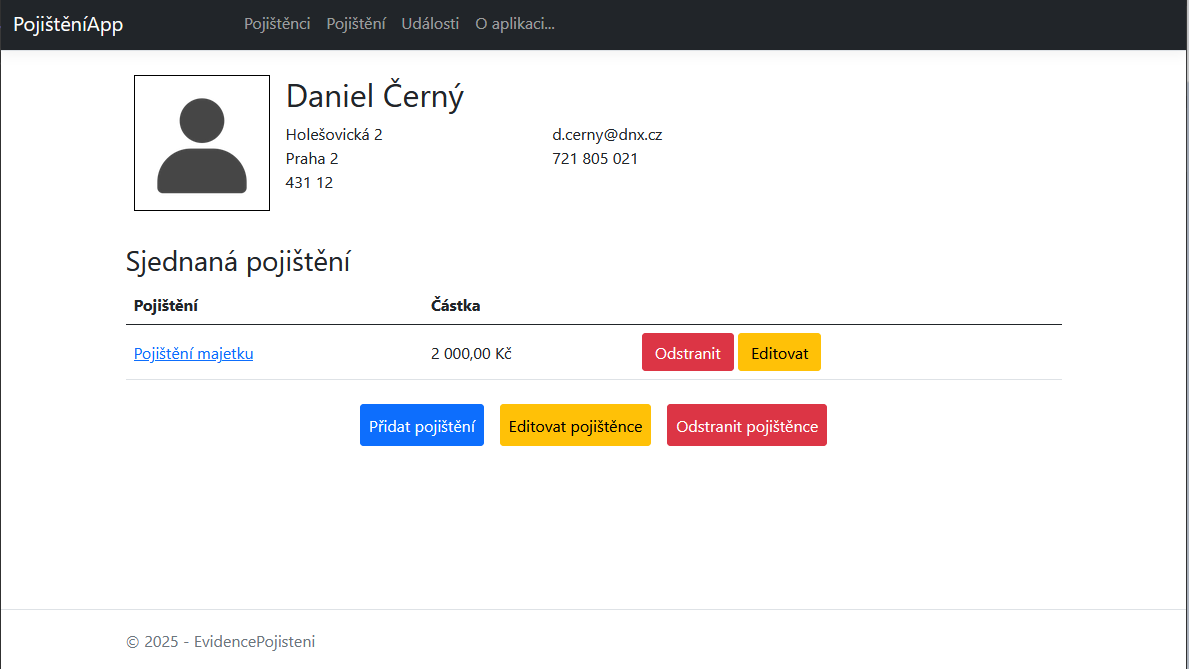 PojištěníApp Pojištěnci Pojištění Události O aplikaci...
Daniel Černý
Holešovická 2 d.cerny@dnx.cz
Praha 2 721 805 021
431 12
Sjednaná pojištění
Pojištění Částka
Pojištění majetku 2 000,00 Kč Odstranit Editovat
Přidat pojištění Editovat pojištěnce Odstranit pojištěnce
© 2025 - EvidencePojisteni